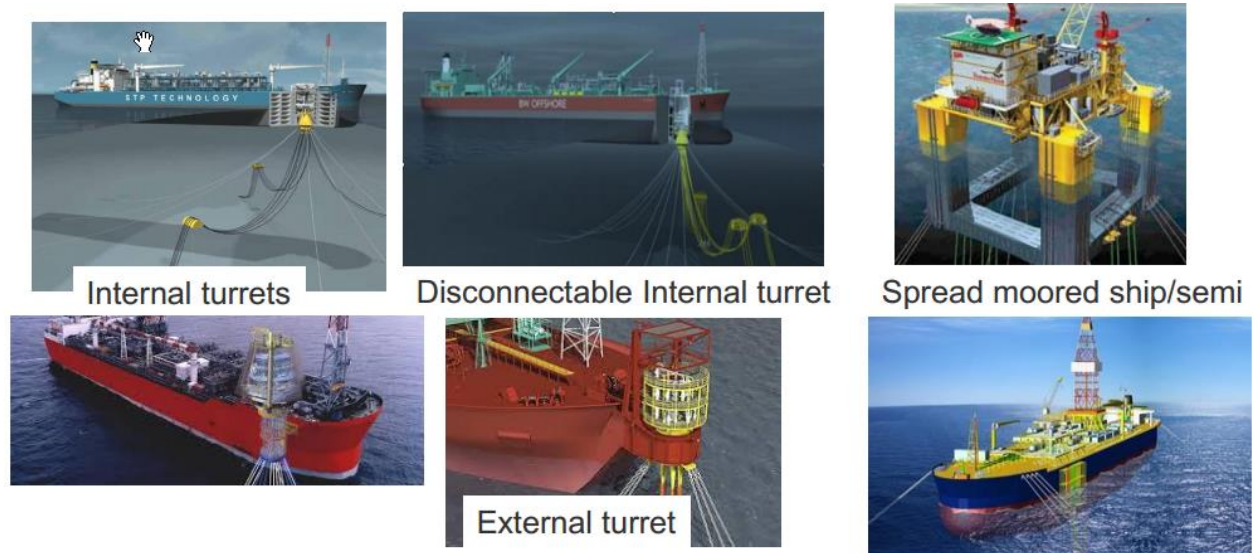 STP TECHNOLOGY
BW OFFSHORE
Internal turrets
Disconnectable Internal turret
Spread moored ship/semi
External turret